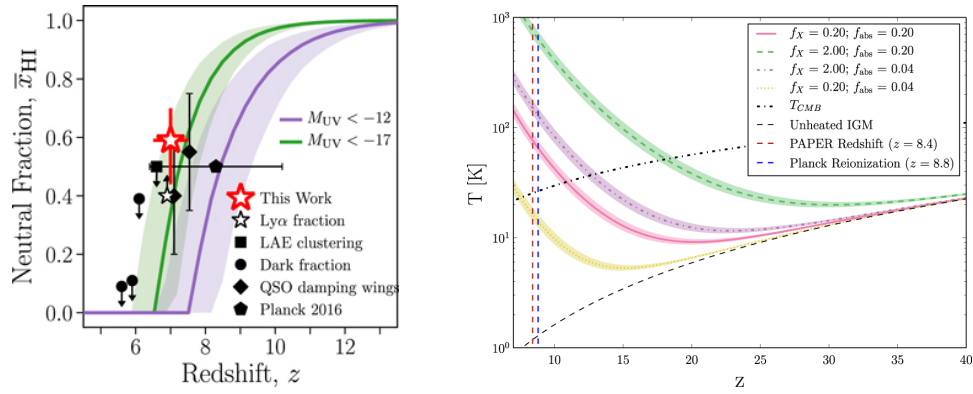 Neutral Fraction, x̄HI
1.0
0.8
0.6
0.4
0.2
0.0
MUV < −12
MUV < −17
This Work
Lyα fraction
LAE clustering
Dark fraction
QSO damping wings
Planck 2016
6 8 10 12
Redshift, z
T [K]
10³
10²
10¹
10⁰
fX = 0.20; fabs = 0.20
fX = 2.00; fabs = 0.20
fX = 2.00; fabs = 0.04
fX = 0.20; fabs = 0.04
TCMB
Unheated IGM
PAPER Redshift (z = 8.4)
Planck Reionization (z = 8.8)
10 15 20 25 30 35 40
Z